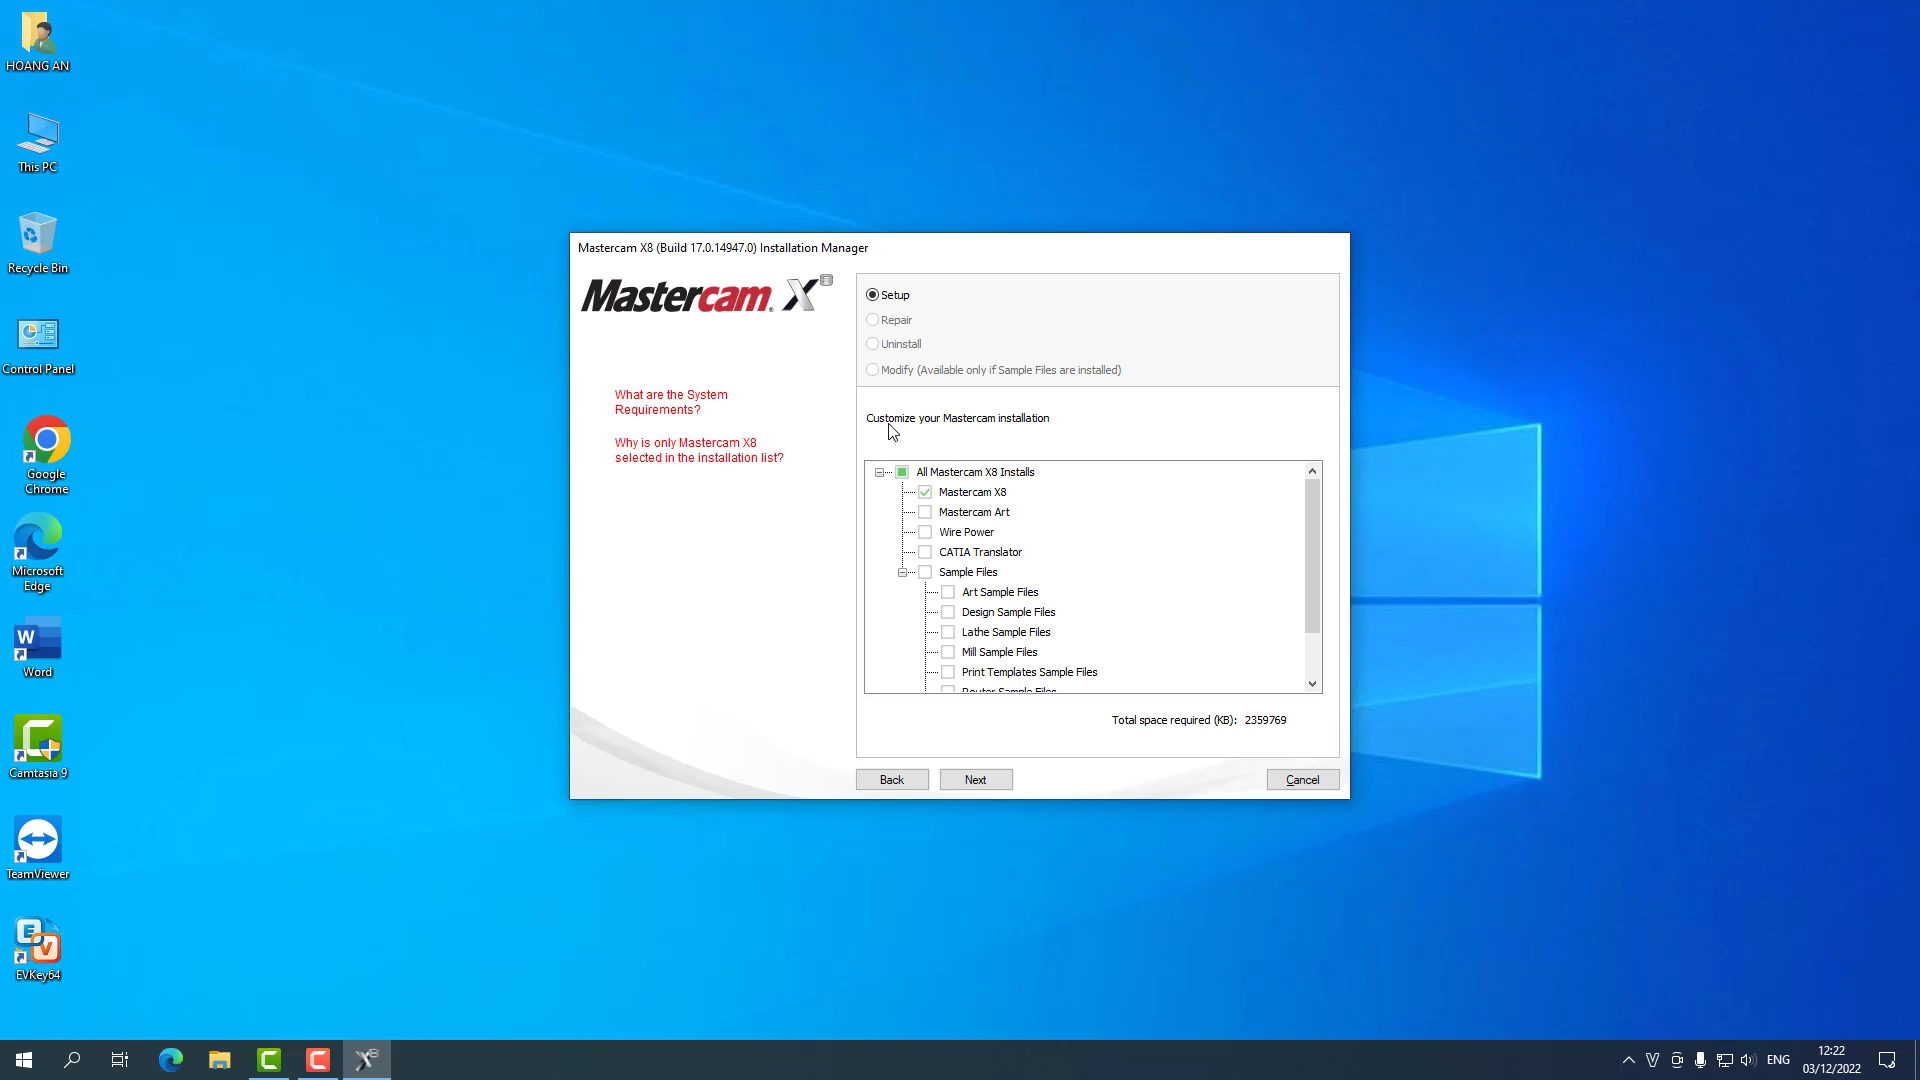 HOANG AN
This PC
Recycle Bin
Control Panel
Google
Chrome
Microsoft
Edge
Word
Camtasia 9
TeamViewer
EVKey64
Mastercam X8 (Build 17.0.14947.0) Installation Manager
Mastercam X8
What are the System
Requirements?
Why is only Mastercam X8
selected in the installation list?
Setup
Repair
Uninstall
Modify (Available only if Sample Files are installed)
Customize your Mastercam installation
All Mastercam X8 Installs
Mastercam X8
Mastercam Art
Wire Power
CATIA Translator
Sample Files
Art Sample Files
Design Sample Files
Lathe Sample Files
Mill Sample Files
Print Templates Sample Files
Router Sample Files
Total space required (KB): 2359769
Back
Next
Cancel
ENG
12:22
03/12/2022